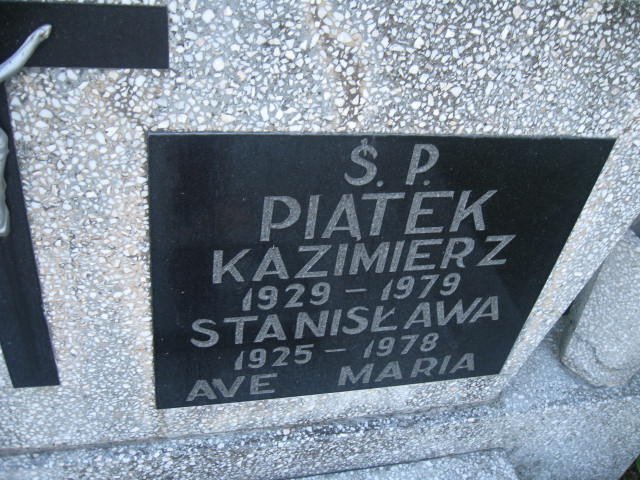 Ś. P.
PIĄTEK
KAZIMIERZ
1929 - 1979
STANISŁAWA
1925 - 1978
AVE MARIA